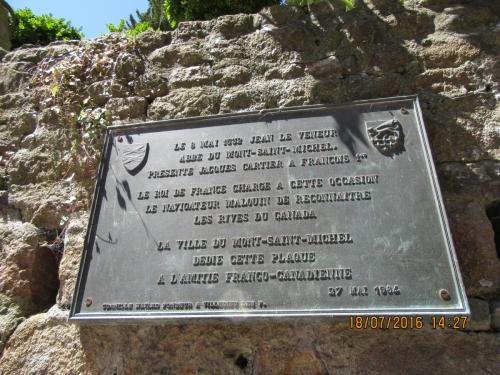 LE 8 MAI 1532 JEAN LE VENEUR
ABBE DU MONT-SAINT-MICHEL,
PRESENTE JACQUES CARTIER A FRANCOIS 1ER
LE ROI DE FRANCE CHARGE A CETTE OCCASION
LE NAVIGATEUR MALOUIN DE RECONNAITRE
LES RIVES DU CANADA
LA VILLE DU MONT-SAINT-MICHEL
DEDIE CETTE PLAQUE
A L'AMITIE FRANCO-CANADIENNE
27 MAI 1984
18/07/2016 14:27